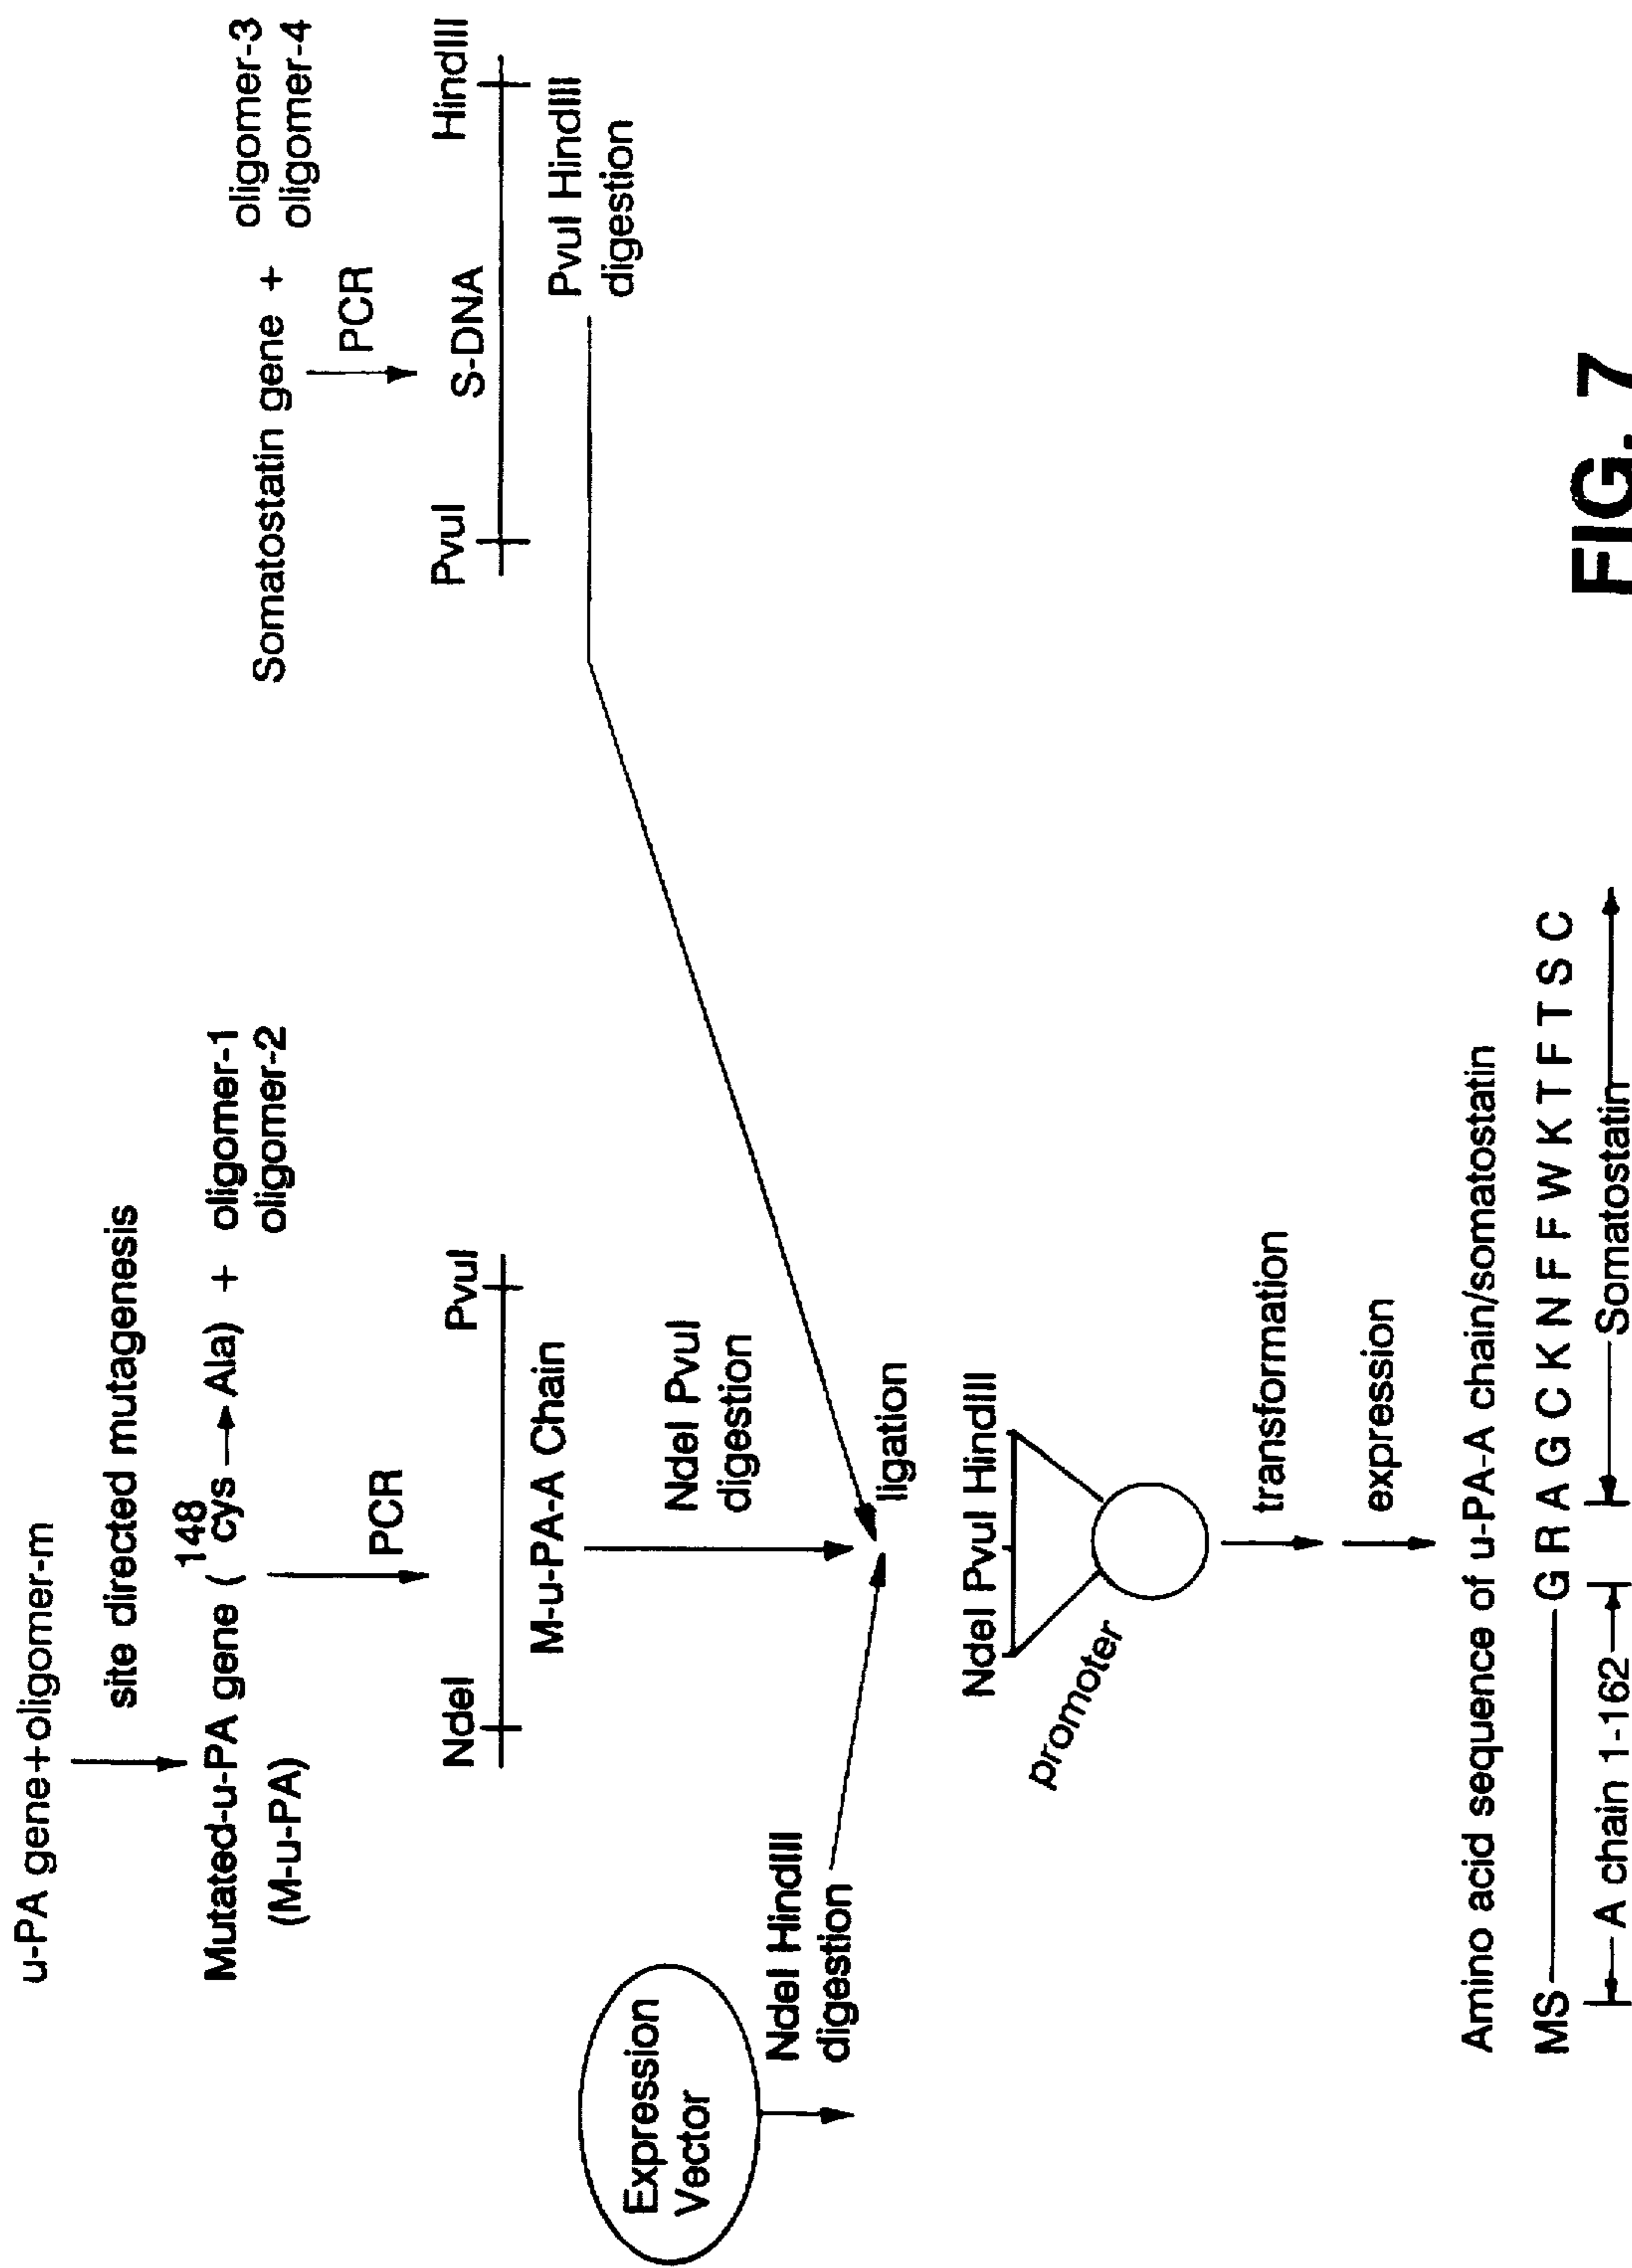 u-PA gene+oligomer-m
site directed mutagenesis
Mutated-u-PA gene ( 148 cys → Ala) + oligomer-1
oligomer-2
(M-u-PA)
PCR
NdeI PvuI
M-u-PA-A Chain
NdeI PvuI
digestion
Somatostatin gene + oligomer-3
oligomer-4
PCR
PvuI S-DNA HindIII
PvuI HindIII
digestion
Expression
Vector
NdeI HindIII
digestion
ligation
NdeI PvuI HindIII
promoter
transformation
expression
Amino acid sequence of u-PA-A chain/somatostatin
MS G R A G C K N F F W K T F T S C
A chain 1-162 Somatostatin
FIG. 7